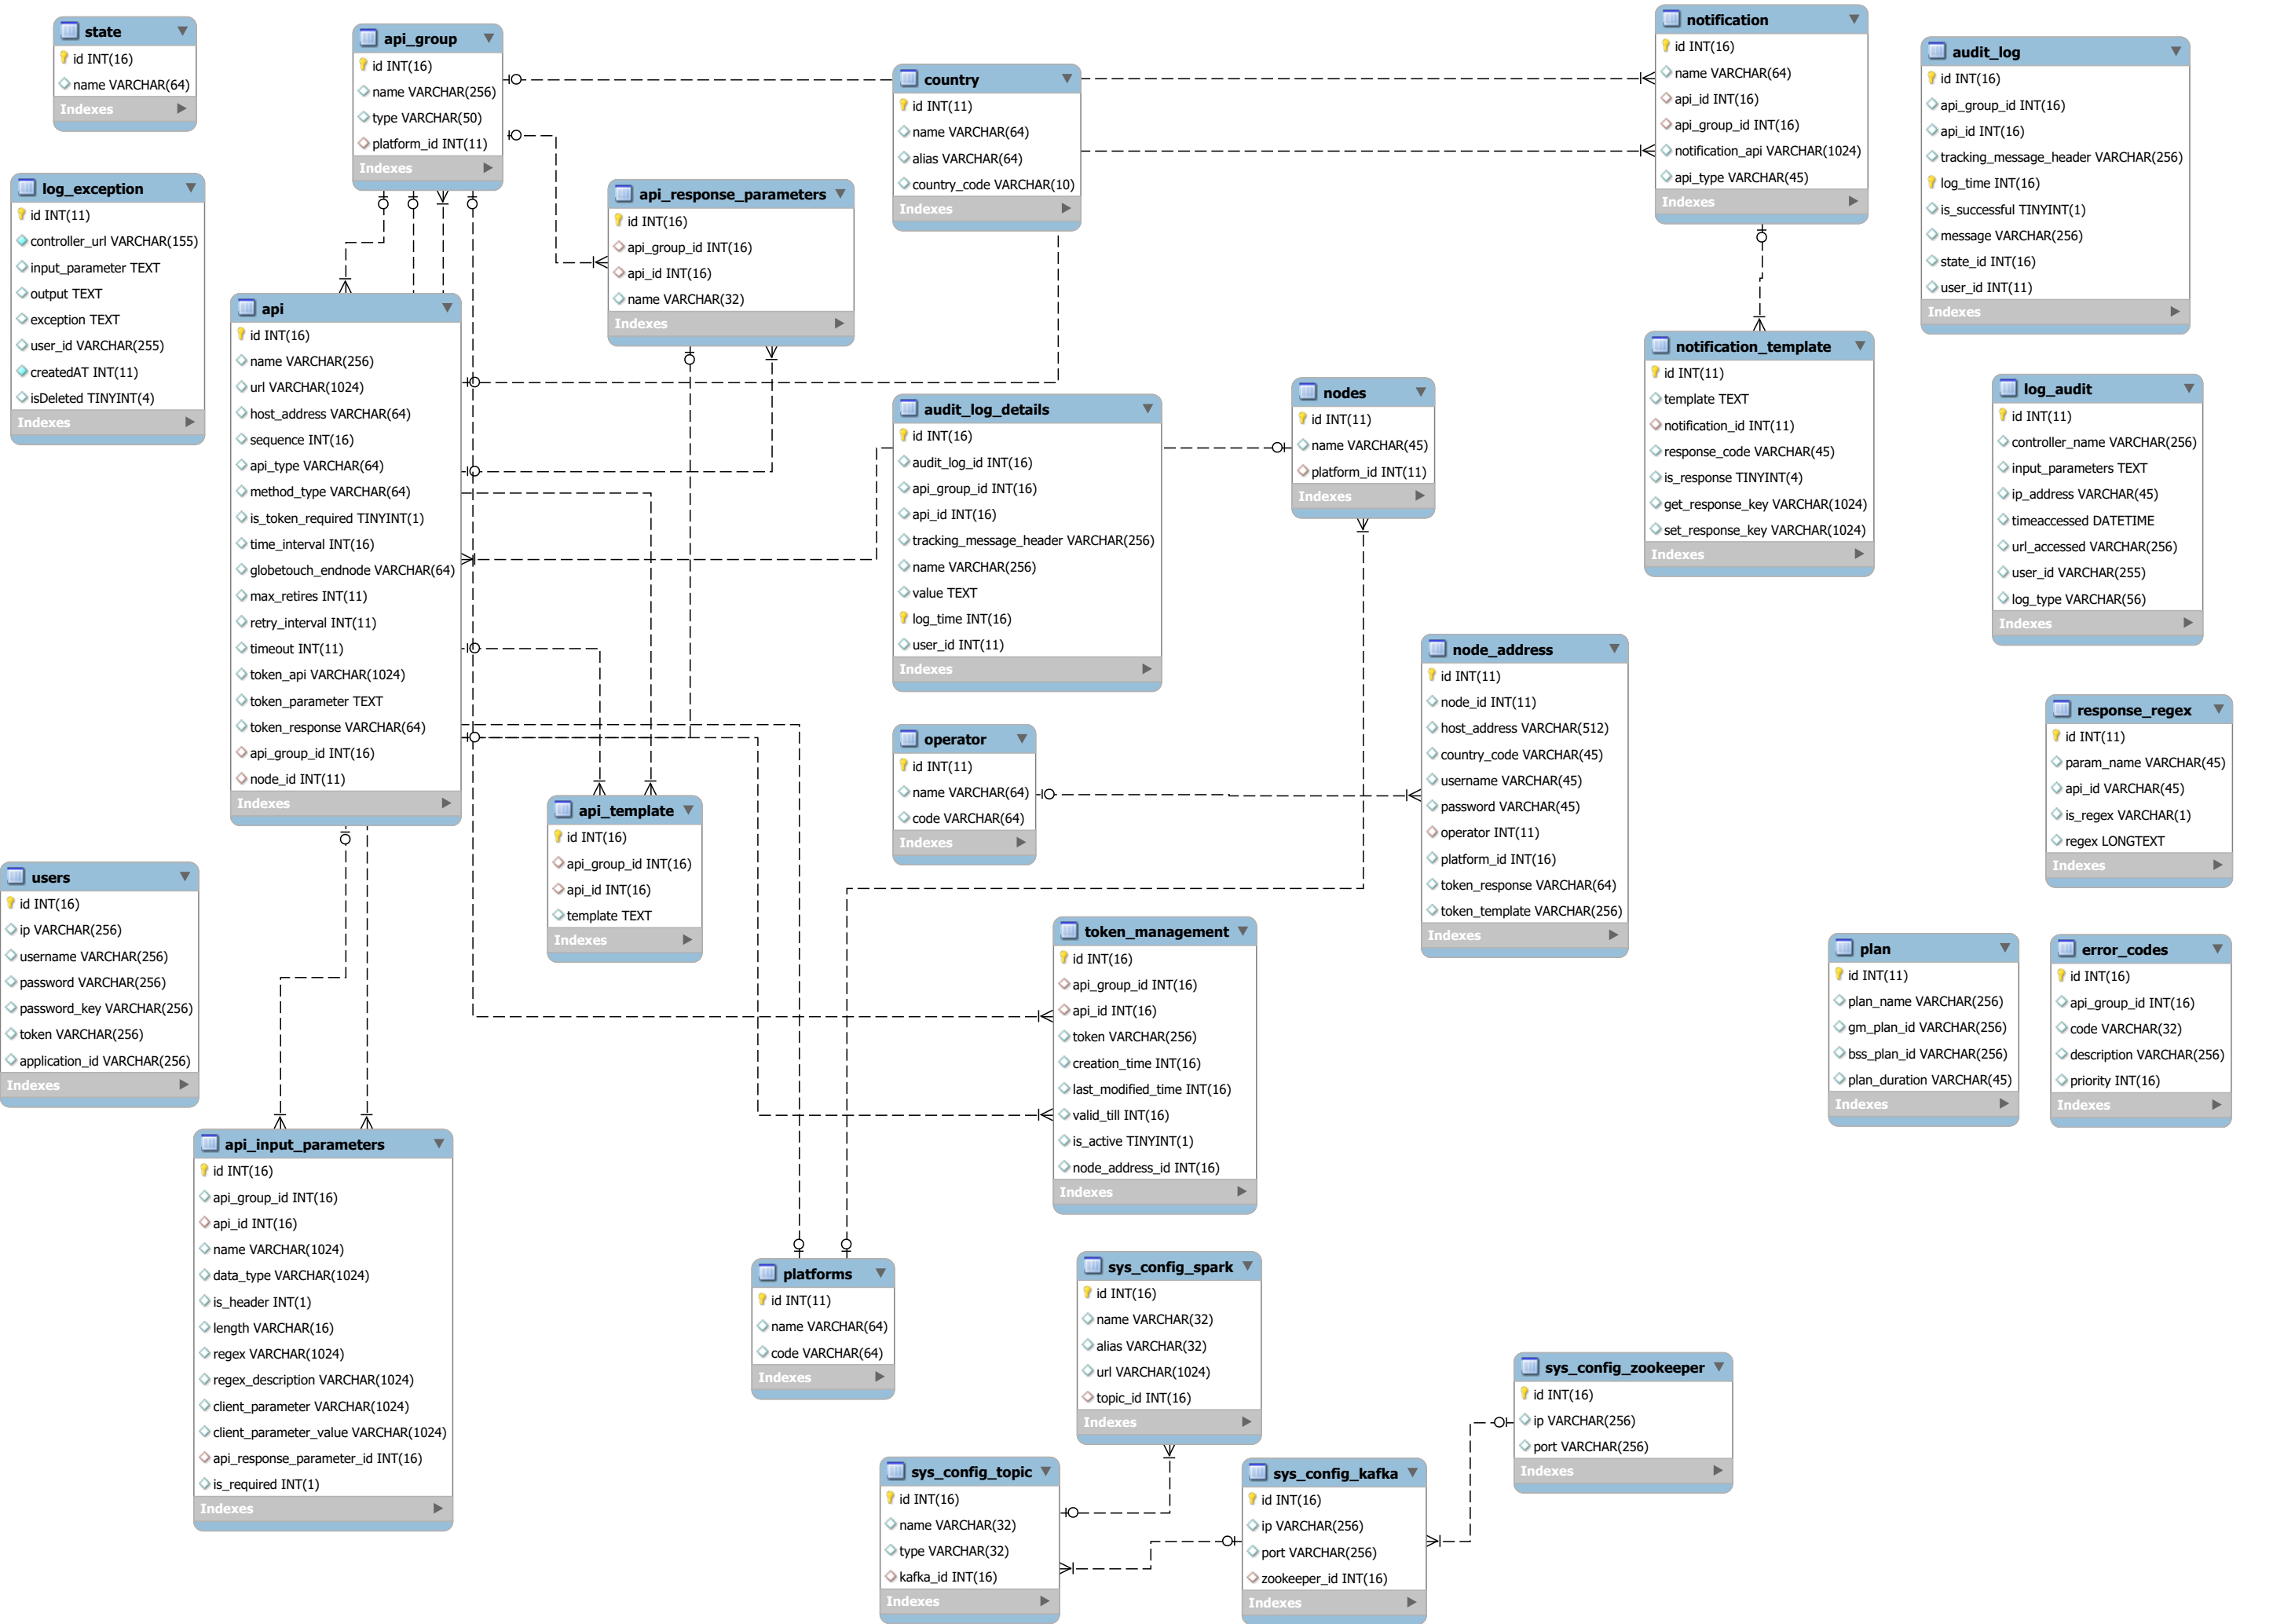 state
id INT(16)
name VARCHAR(64)
Indexes
api_group
id INT(16)
name VARCHAR(256)
type VARCHAR(50)
platform_id INT(11)
Indexes
country
id INT(11)
name VARCHAR(64)
alias VARCHAR(64)
country_code VARCHAR(10)
Indexes
notification
id INT(16)
name VARCHAR(64)
api_id INT(16)
api_group_id INT(16)
notification_api VARCHAR(1024)
api_type VARCHAR(45)
Indexes
audit_log
id INT(16)
api_group_id INT(16)
api_id INT(16)
tracking_message_header VARCHAR(256)
log_time INT(16)
is_successful TINYINT(1)
message VARCHAR(256)
state_id INT(16)
user_id INT(11)
Indexes
log_exception
id INT(11)
controller_url VARCHAR(155)
input_parameter TEXT
output TEXT
exception TEXT
user_id VARCHAR(255)
createdAT INT(11)
isDeleted TINYINT(4)
Indexes
api_response_parameters
id INT(16)
api_group_id INT(16)
api_id INT(16)
name VARCHAR(32)
Indexes
api
id INT(16)
name VARCHAR(256)
url VARCHAR(1024)
host_address VARCHAR(64)
sequence INT(16)
api_type VARCHAR(64)
method_type VARCHAR(64)
is_token_required TINYINT(1)
time_interval INT(16)
globetouch_endnode VARCHAR(64)
max_retires INT(11)
retry_interval INT(11)
timeout INT(11)
token_api VARCHAR(1024)
token_parameter TEXT
token_response VARCHAR(64)
api_group_id INT(16)
node_id INT(11)
Indexes
audit_log_details
id INT(16)
audit_log_id INT(16)
api_group_id INT(16)
api_id INT(16)
tracking_message_header VARCHAR(256)
name VARCHAR(256)
value TEXT
log_time INT(16)
user_id INT(11)
Indexes
nodes
id INT(11)
name VARCHAR(45)
platform_id INT(11)
Indexes
notification_template
id INT(11)
template TEXT
notification_id INT(11)
response_code VARCHAR(45)
is_response TINYINT(4)
get_response_key VARCHAR(1024)
set_response_key VARCHAR(1024)
Indexes
log_audit
id INT(11)
controller_name VARCHAR(256)
input_parameters TEXT
ip_address VARCHAR(45)
timeaccessed DATETIME
url_accessed VARCHAR(256)
user_id VARCHAR(255)
log_type VARCHAR(56)
Indexes
node_address
id INT(11)
node_id INT(11)
host_address VARCHAR(512)
country_code VARCHAR(45)
username VARCHAR(45)
password VARCHAR(45)
operator INT(11)
platform_id INT(16)
token_response VARCHAR(64)
token_template VARCHAR(256)
Indexes
response_regex
id INT(11)
param_name VARCHAR(45)
api_id VARCHAR(45)
is_regex VARCHAR(1)
regex LONGTEXT
Indexes
operator
id INT(11)
name VARCHAR(64)
code VARCHAR(64)
Indexes
api_template
id INT(16)
api_group_id INT(16)
api_id INT(16)
template TEXT
Indexes
users
id INT(16)
ip VARCHAR(256)
username VARCHAR(256)
password VARCHAR(256)
password_key VARCHAR(256)
token VARCHAR(256)
application_id VARCHAR(256)
Indexes
token_management
id INT(16)
api_group_id INT(16)
api_id INT(16)
token VARCHAR(256)
creation_time INT(16)
last_modified_time INT(16)
valid_till INT(16)
is_active TINYINT(1)
node_address_id INT(16)
Indexes
plan
id INT(11)
plan_name VARCHAR(256)
gm_plan_id VARCHAR(256)
bss_plan_id VARCHAR(256)
plan_duration VARCHAR(45)
Indexes
error_codes
id INT(16)
api_group_id INT(16)
code VARCHAR(32)
description VARCHAR(256)
priority INT(16)
Indexes
api_input_parameters
id INT(16)
api_group_id INT(16)
api_id INT(16)
name VARCHAR(1024)
data_type VARCHAR(1024)
is_header INT(1)
length VARCHAR(16)
regex VARCHAR(1024)
regex_description VARCHAR(1024)
client_parameter VARCHAR(1024)
client_parameter_value VARCHAR(1024)
api_response_parameter_id INT(16)
is_required INT(1)
Indexes
platforms
id INT(11)
name VARCHAR(64)
code VARCHAR(64)
Indexes
sys_config_spark
id INT(16)
name VARCHAR(32)
alias VARCHAR(32)
url VARCHAR(1024)
topic_id INT(16)
Indexes
sys_config_zookeeper
id INT(16)
ip VARCHAR(256)
port VARCHAR(256)
Indexes
sys_config_topic
id INT(16)
name VARCHAR(32)
type VARCHAR(32)
kafka_id INT(16)
Indexes
sys_config_kafka
id INT(16)
ip VARCHAR(256)
port VARCHAR(256)
zookeeper_id INT(16)
Indexes